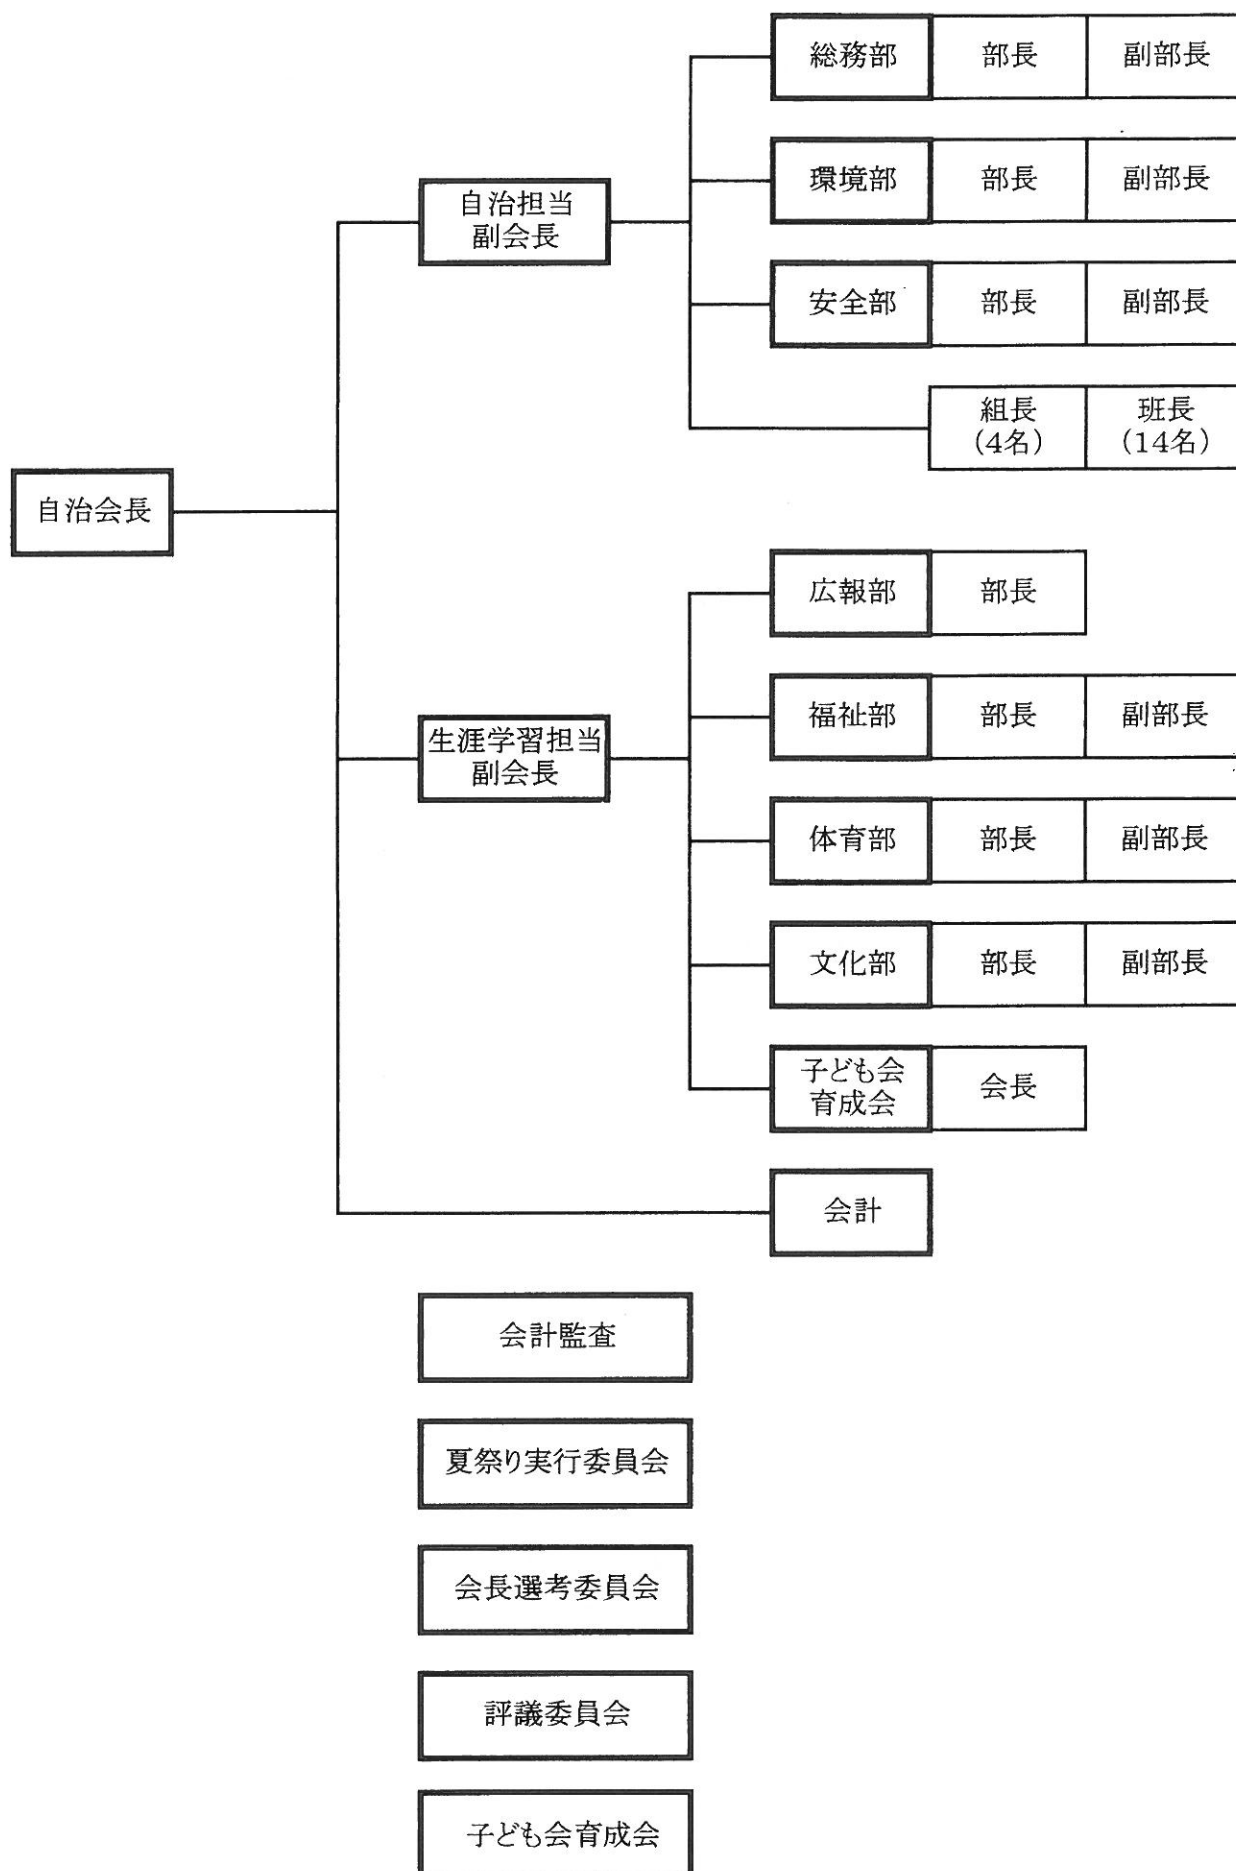 総務部 部長 副部長
環境部 部長 副部長
自治担当
副会長
安全部 部長 副部長
組長 班長
(4名) (14名)
自治会長
広報部 部長
福祉部 部長 副部長
生涯学習担当
副会長
体育部 部長 副部長
文化部 部長 副部長
子ども会
育成会
会長
会計
会計監査
夏祭り実行委員会
会長選考委員会
評議委員会
子ども会育成会